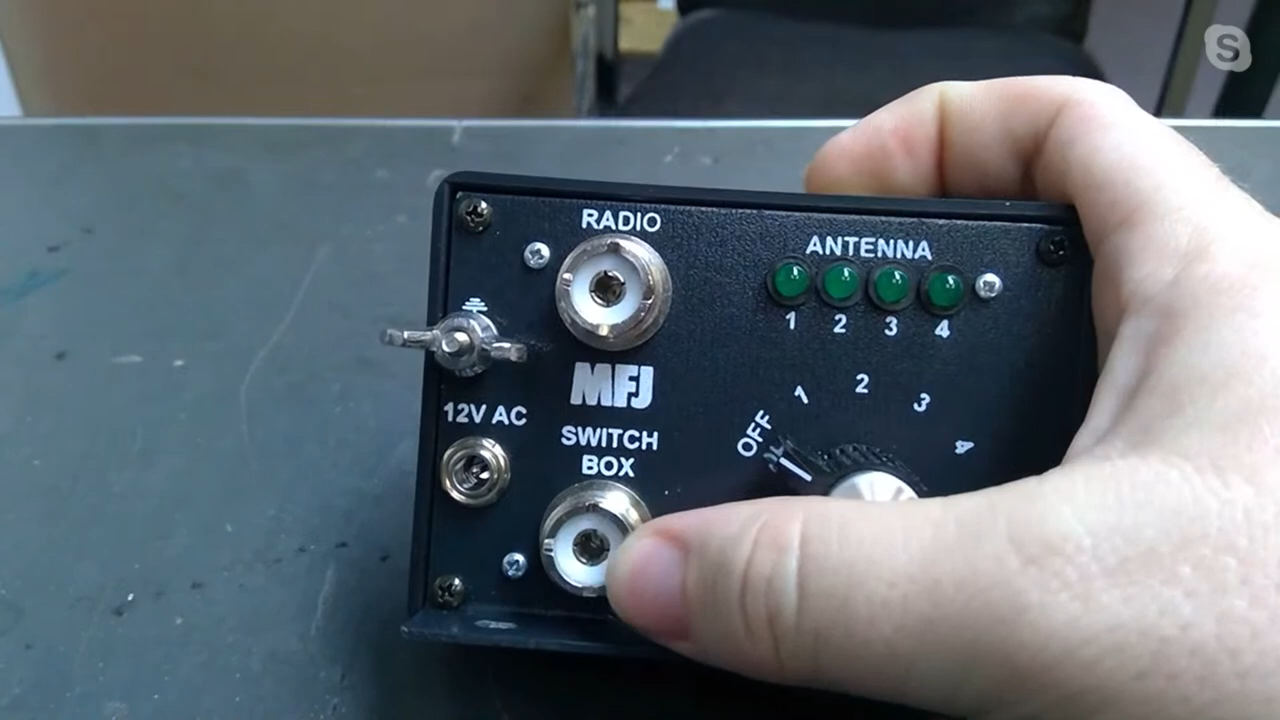 RADIO
ANTENNA
1 2 3 4
MFJ
12V AC
SWITCH
BOX
OFF 1 2 3 4
S